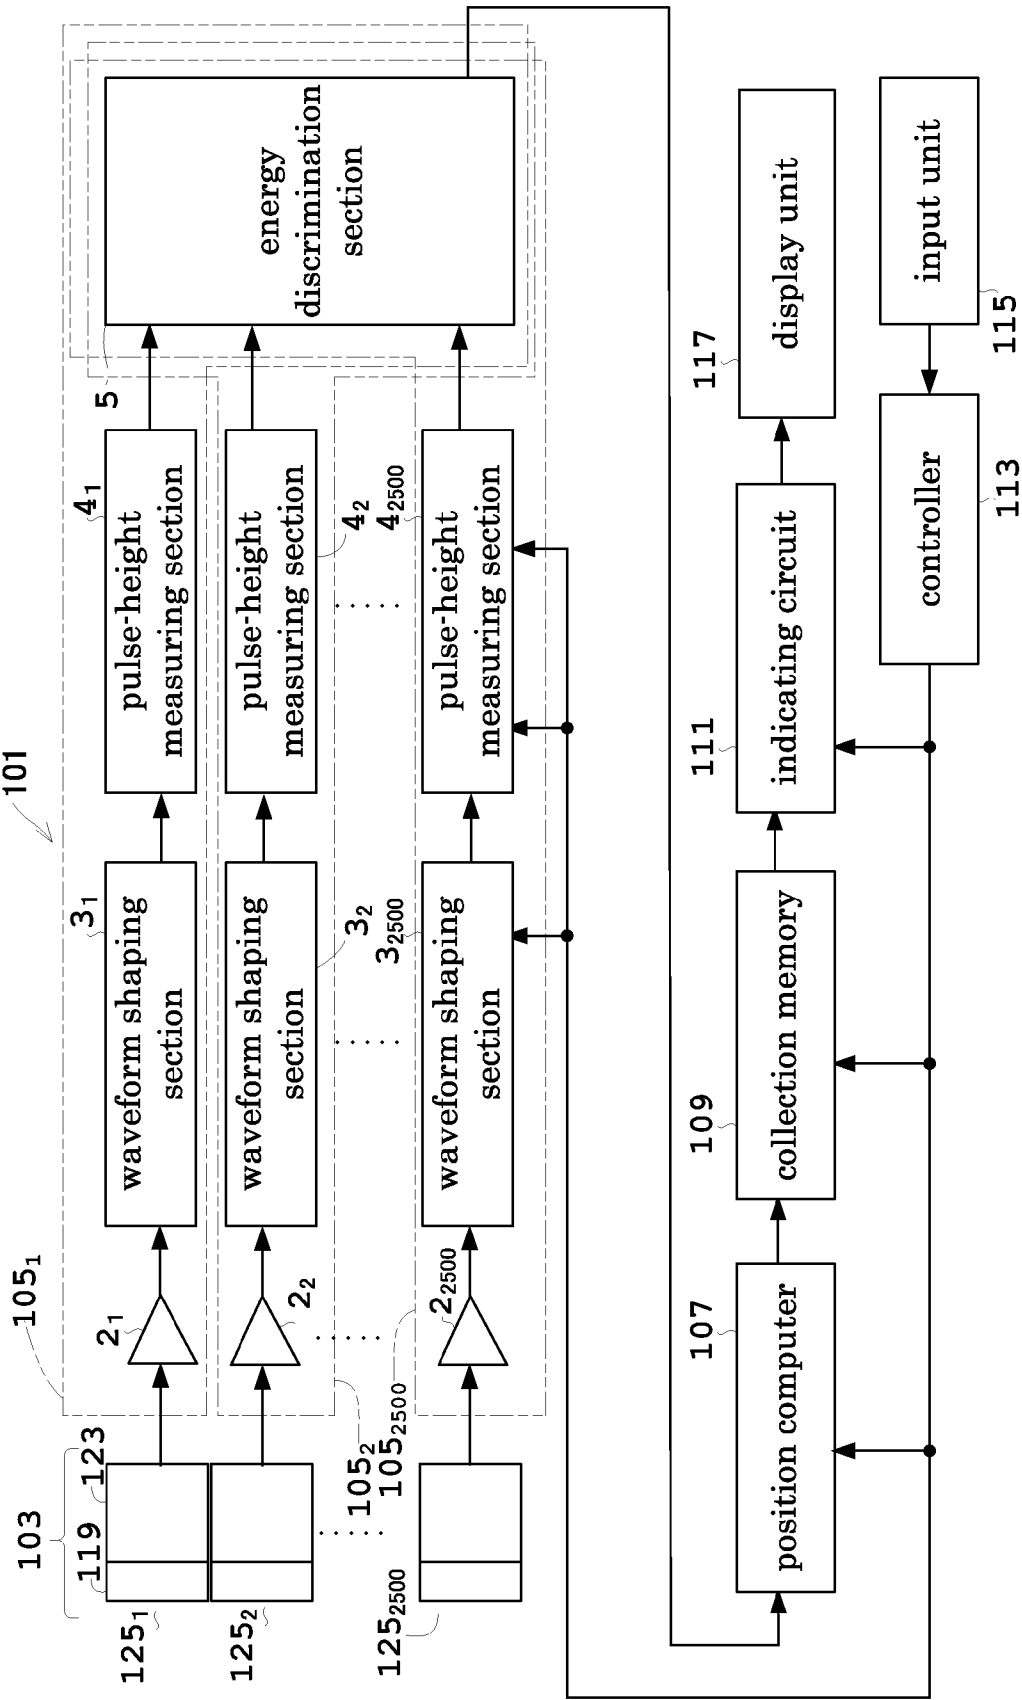 101
103
119
123
105₁
125₁
2₁
3₁
waveform shaping
section
4₁
pulse-height
measuring section
5
energy
discrimination
section
125₂
2₂
105₂
waveform shaping
section
3₂
pulse-height
measuring section
4₂
.....
.....
.....
.....
125₂₅₀₀
105₂₅₀₀
2₂₅₀₀
3₂₅₀₀
waveform shaping
section
4₂₅₀₀
pulse-height
measuring section
107
position computer
109
collection memory
111
indicating circuit
117
display unit
controller
113
input unit
115